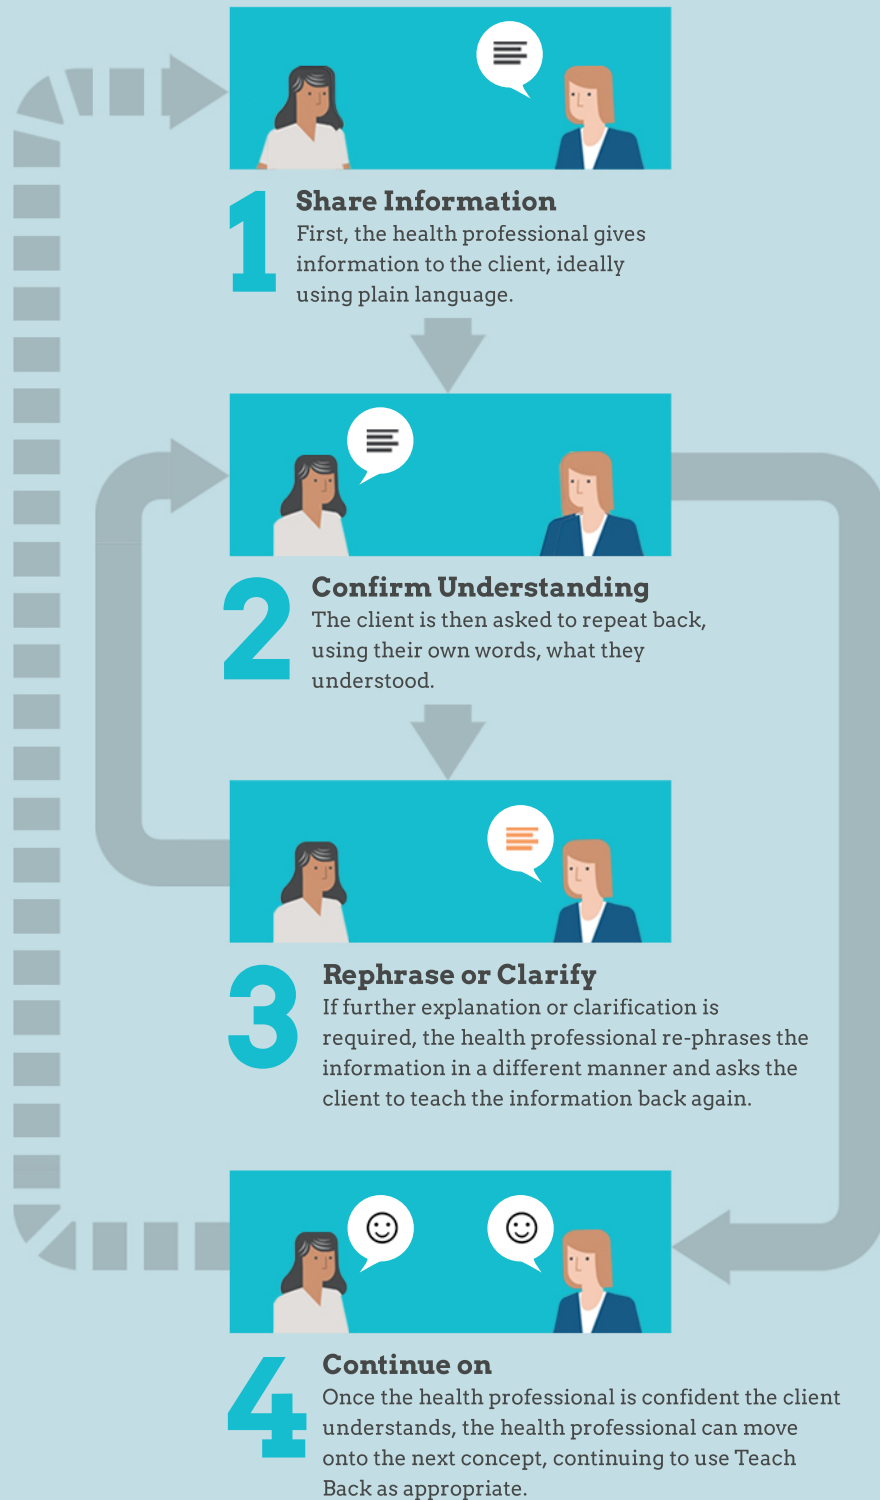 1
Share Information
First, the health professional gives
information to the client, ideally
using plain language.
2
Confirm Understanding
The client is then asked to repeat back,
using their own words, what they
understood.
3
Rephrase or Clarify
If further explanation or clarification is
required, the health professional re-phrases the
information in a different manner and asks the
client to teach the information back again.
4
Continue on
Once the health professional is confident the client
understands, the health professional can move
onto the next concept, continuing to use Teach
Back as appropriate.